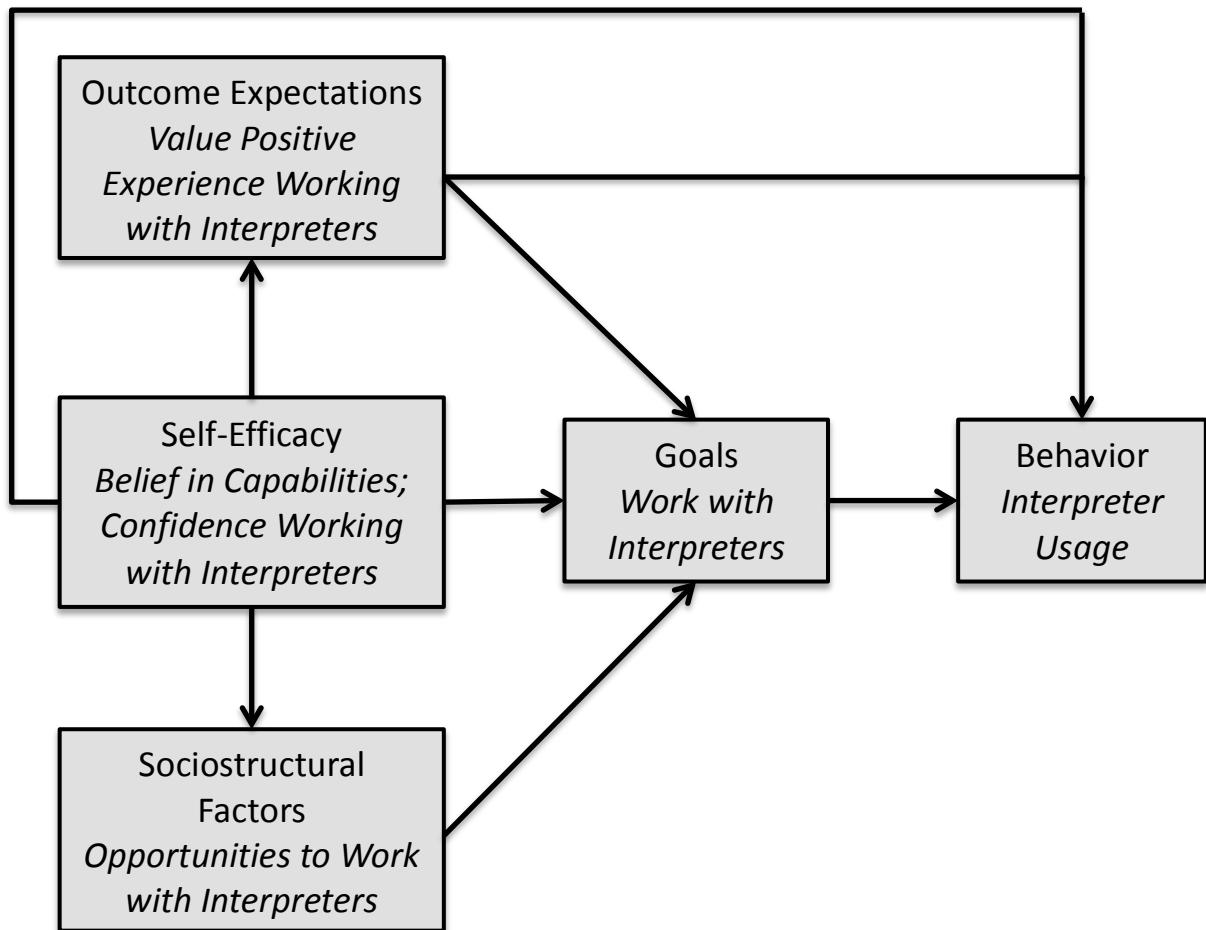 Outcome Expectations
Value Positive
Experience Working
with Interpreters
Self-Efficacy
Belief in Capabilities;
Confidence Working
with Interpreters
Goals
Work with
Interpreters
Behavior
Interpreter
Usage
Sociostructural
Factors
Opportunities to Work
with Interpreters